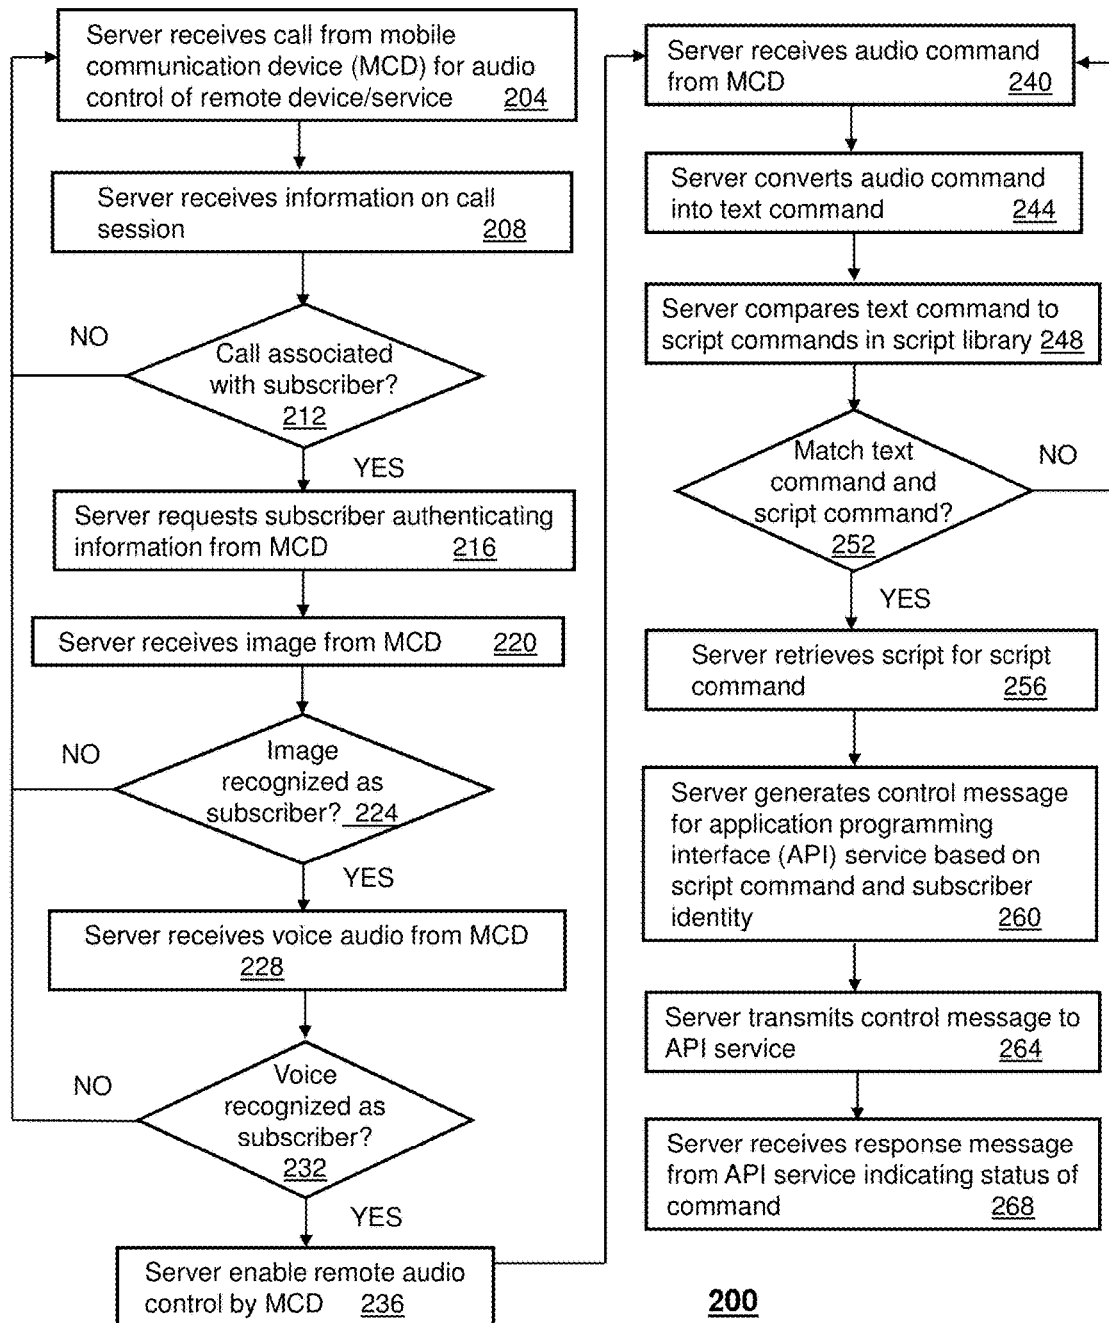 Server receives call from mobile
communication device (MCD) for audio
control of remote device/service 204
Server receives information on call
session 208
NO
Call associated
with subscriber?
212
YES
Server requests subscriber authenticating
information from MCD 216
Server receives image from MCD 220
NO
Image
recognized as
subscriber? 224
YES
Server receives voice audio from MCD
228
NO
Voice
recognized as
subscriber?
232
YES
Server enable remote audio
control by MCD 236
Server receives audio command
from MCD 240
Server converts audio command
into text command 244
Server compares text command to
script commands in script library 248
Match text
command and
script command?
252
NO
YES
Server retrieves script for script
command 256
Server generates control message
for application programming
interface (API) service based on
script command and subscriber
identity 260
Server transmits control message to
API service 264
Server receives response message
from API service indicating status of
command 268
200